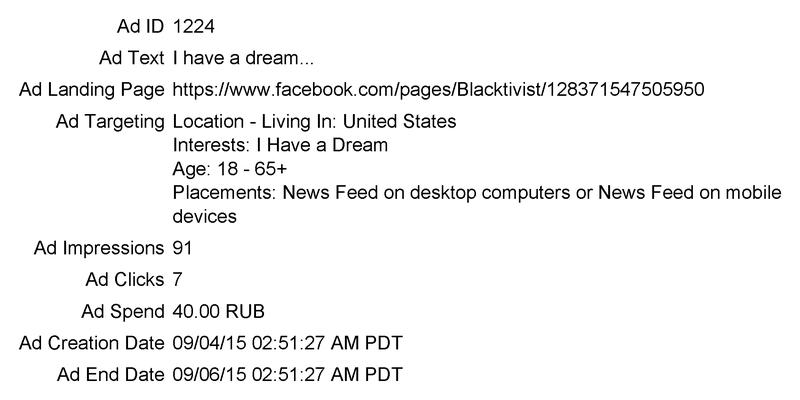 Ad ID 1224
Ad Text I have a dream...
Ad Landing Page https://www.facebook.com/pages/Blacktivist/128371547505950
Ad Targeting Location - Living In: United States
Interests: I Have a Dream
Age: 18 - 65+
Placements: News Feed on desktop computers or News Feed on mobile
devices
Ad Impressions 91
Ad Clicks 7
Ad Spend 40.00 RUB
Ad Creation Date 09/04/15 02:51:27 AM PDT
Ad End Date 09/06/15 02:51:27 AM PDT